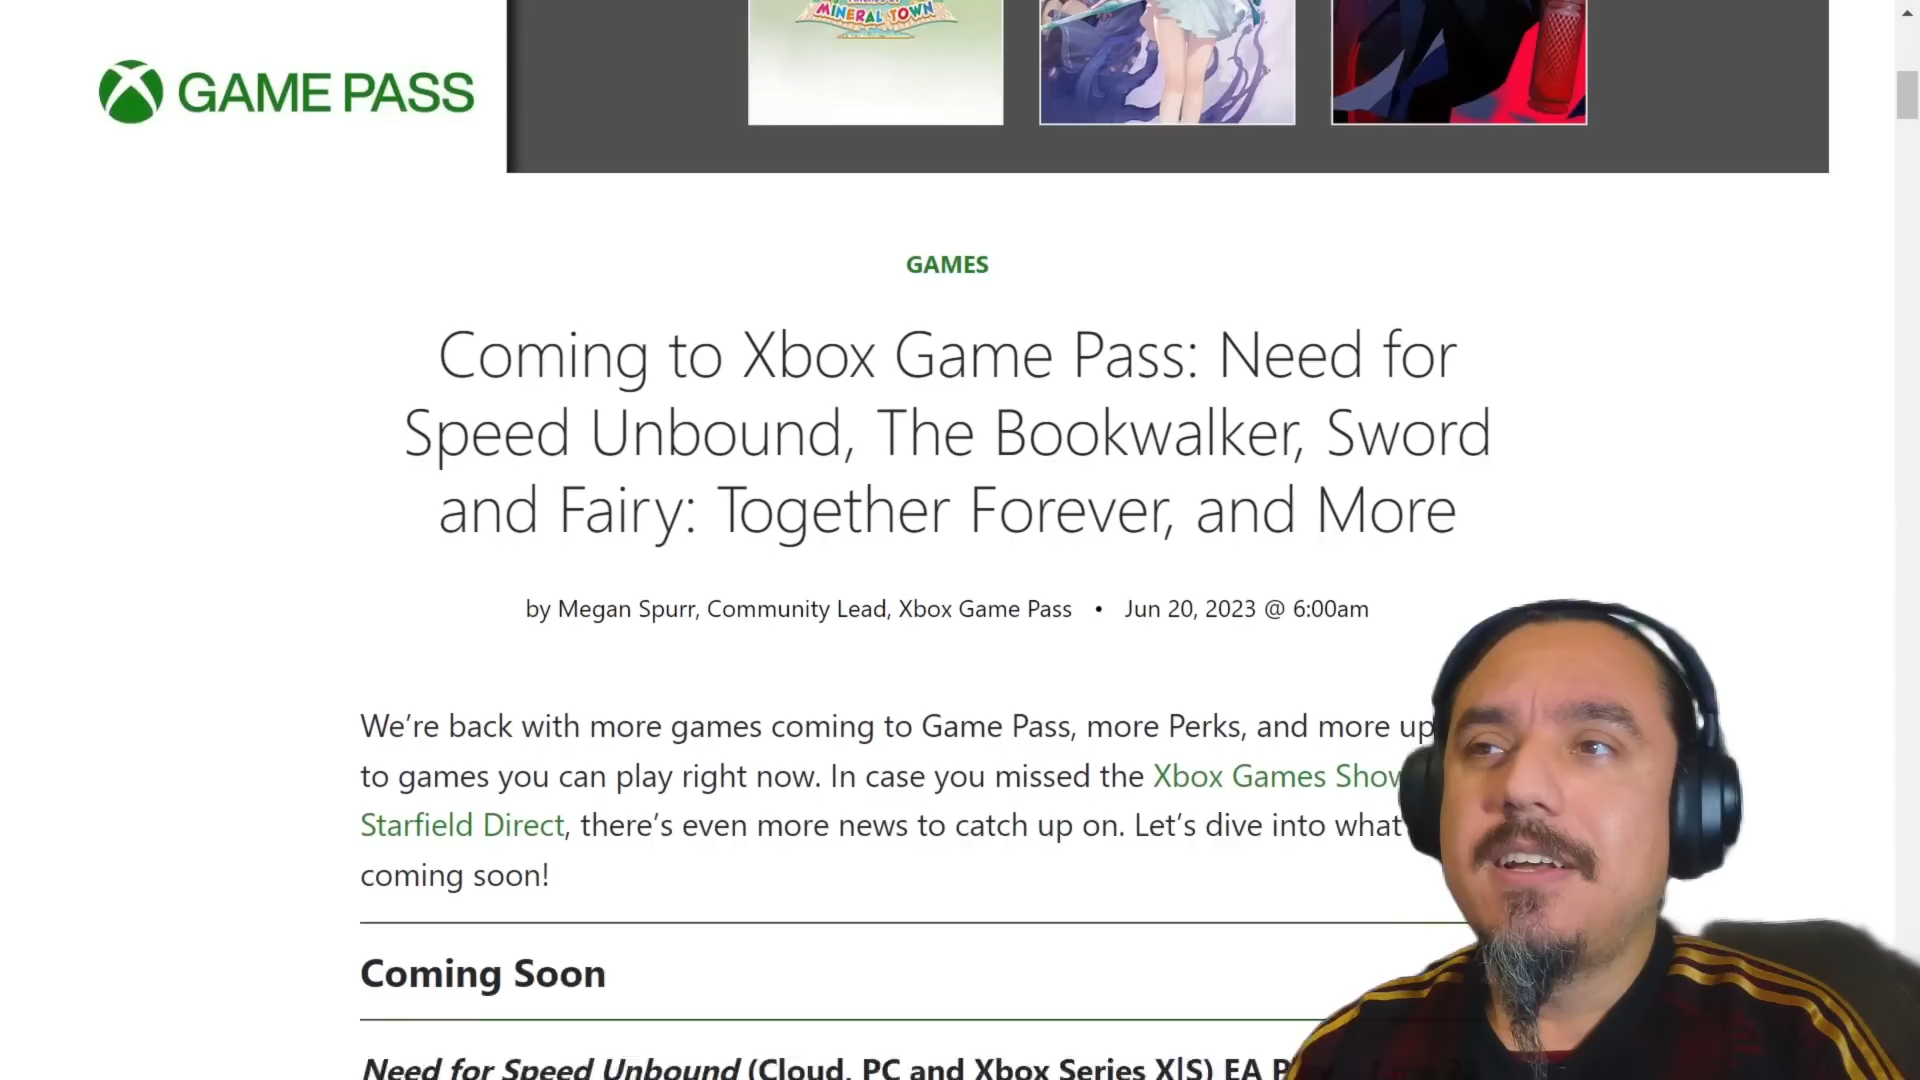 MINERAL TOWN
GAME PASS
GAMES
Coming to Xbox Game Pass: Need for
Speed Unbound, The Bookwalker, Sword
and Fairy: Together Forever, and More
by Megan Spurr, Community Lead, Xbox Game Pass • Jun 20, 2023 @ 6:00am
We’re back with more games coming to Game Pass, more Perks, and more up
to games you can play right now. In case you missed the Xbox Games Show
Starfield Direct, there’s even more news to catch up on. Let’s dive into what
coming soon!
Coming Soon
Need for Speed Unbound (Cloud, PC and Xbox Series X|S) EA P